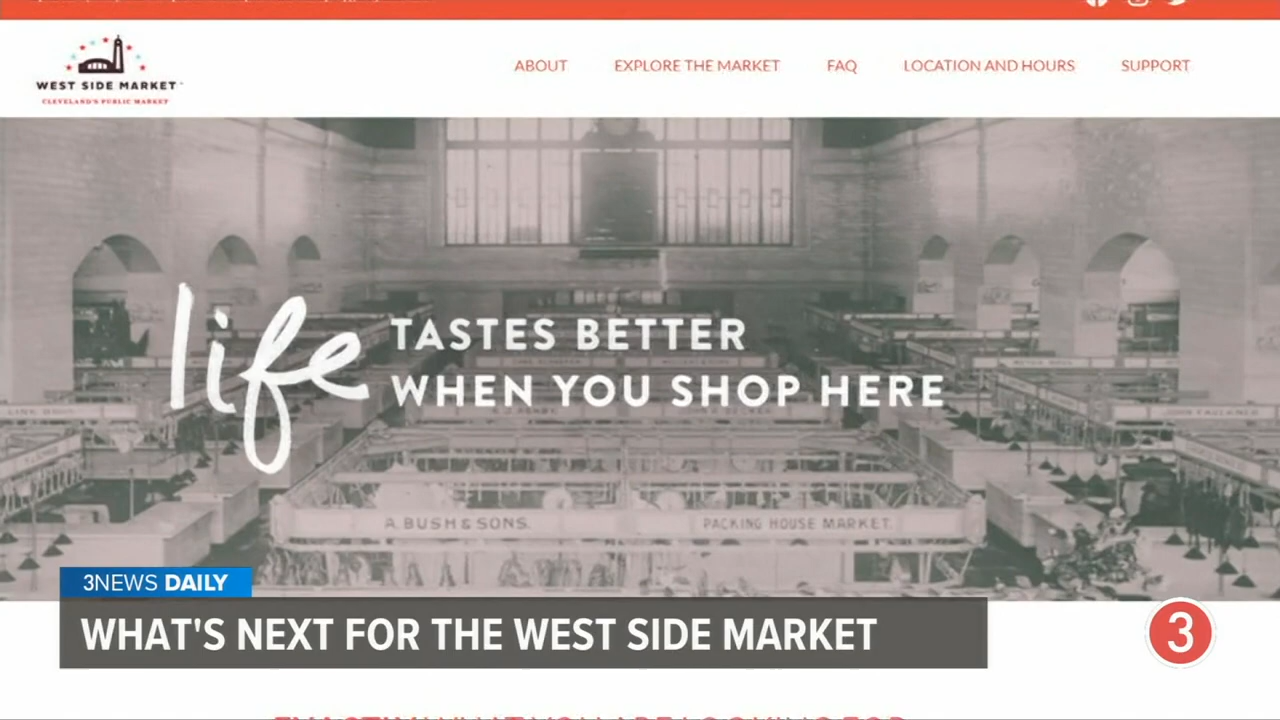 WEST SIDE MARKET
CLEVELAND'S PUBLIC MARKET
ABOUT
EXPLORE THE MARKET
FAQ
LOCATION AND HOURS
SUPPORT
life
TASTES BETTER
WHEN YOU SHOP HERE
A. BUSH & SONS.
PACKING HOUSE MARKET.
3NEWS DAILY
WHAT'S NEXT FOR THE WEST SIDE MARKET
3